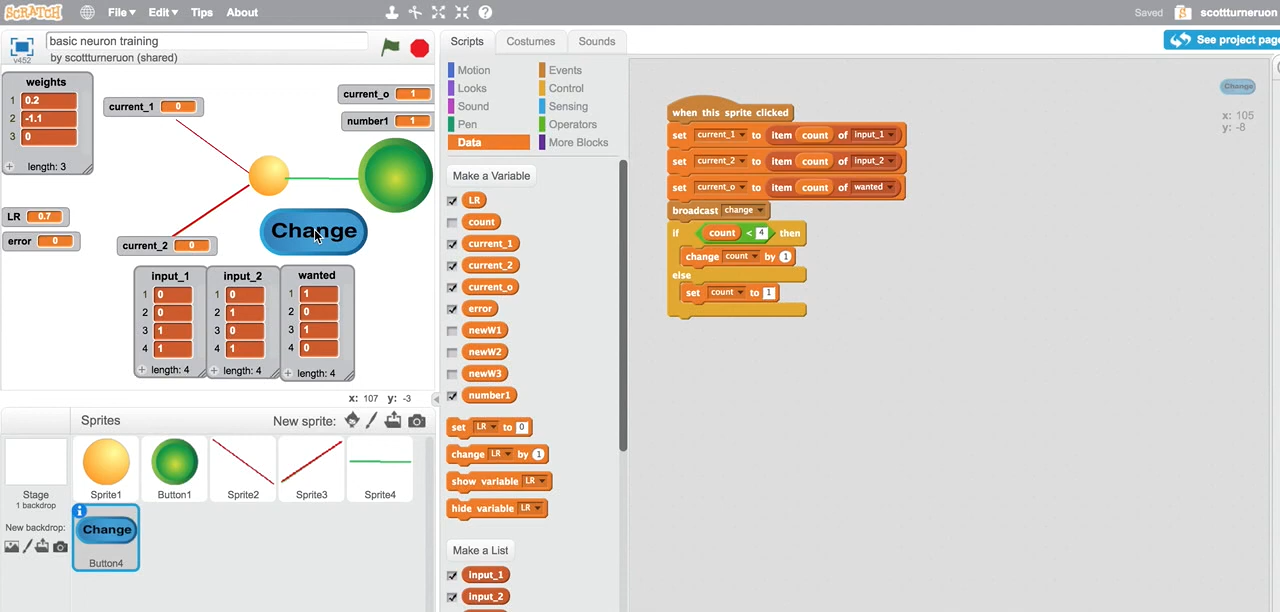 SCRATCH File▼ Edit▼ Tips About Saved scottturneruon
v452
basic neuron training
by scottturneruon (shared)
Scripts Costumes Sounds
See project page
weights
1 0.2
2 -1.1
3 0
+ length: 3
current_1 0
current_o 1
number1 1
LR 0.7
error 0
current_2 0
Change
input_1 input_2 wanted
1 0 1 0 1 1
2 0 2 1 2 0
3 1 3 0 3 1
4 1 4 1 4 0
+ length: 4 + length: 4 + length: 4
x: 107 y: -3
Sprites New sprite:
Stage
1 backdrop
New backdrop:
Sprite1 Button1 Sprite2 Sprite3 Sprite4
Change
Button4
Motion Events
Looks Control
Sound Sensing
Pen Operators
Data More Blocks
Make a Variable
LR
count
current_1
current_2
current_o
error
newW1
newW2
newW3
number1
set LR to 0
change LR by 1
show variable LR
hide variable LR
Make a List
input_1
input_2
when this sprite clicked
set current_1 to item count of input_1
set current_2 to item count of input_2
set current_o to item count of wanted
broadcast change
if count < 4 then
change count by 1
else
set count to 1
Change
x: 105
y: -8